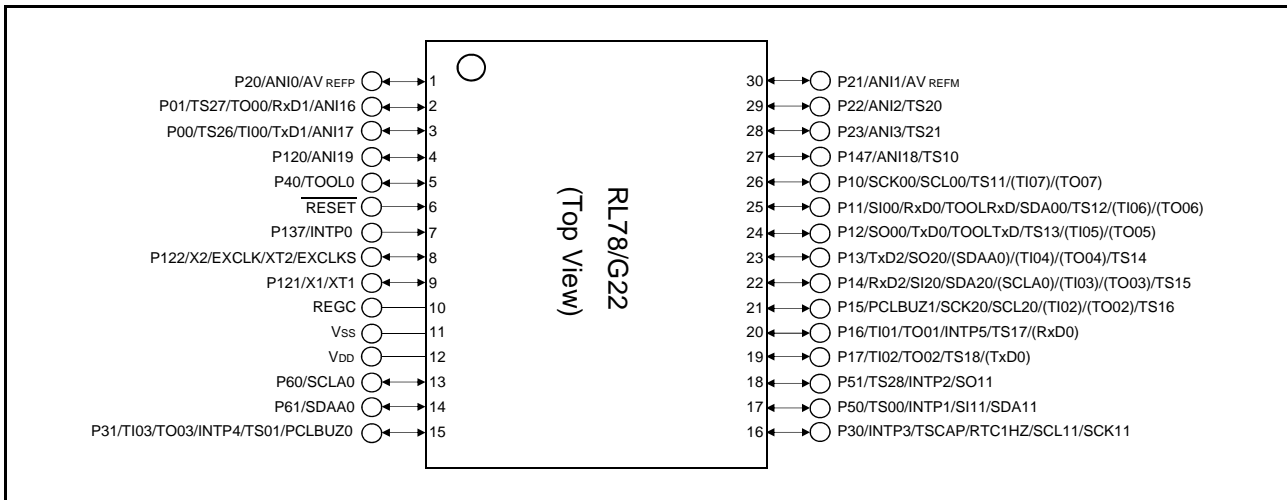 P20/ANI0/AVREFP 1
P01/TS27/TO00/RxD1/ANI16 2
P00/TS26/TI00/TxD1/ANI17 3
P120/ANI19 4
P40/TOOL0 5
RESET 6
P137/INTP0 7
P122/X2/EXCLK/XT2/EXCLKS 8
P121/X1/XT1 9
REGC 10
Vss 11
VDD 12
P60/SCLA0 13
P61/SDAA0 14
P31/TI03/TO03/INTP4/TS01/PCLBUZ0 15
RL78/G22
(Top View)
30 P21/ANI1/AVREFM
29 P22/ANI2/TS20
28 P23/ANI3/TS21
27 P147/ANI18/TS10
26 P10/SCK00/SCL00/TS11/(TI07)/(TO07)
25 P11/SI00/RxD0/TOOLRxD/SDA00/TS12/(TI06)/(TO06)
24 P12/SO00/TxD0/TOOLTxD/TS13/(TI05)/(TO05)
23 P13/TxD2/SO20/(SDAA0)/(TI04)/(TO04)/TS14
22 P14/RxD2/SI20/SDA20/(SCLA0)/(TI03)/(TO03)/TS15
21 P15/PCLBUZ1/SCK20/SCL20/(TI02)/(TO02)/TS16
20 P16/TI01/TO01/INTP5/TS17/(RxD0)
19 P17/TI02/TO02/TS18/(TxD0)
18 P51/TS28/INTP2/SO11
17 P50/TS00/INTP1/SI11/SDA11
16 P30/INTP3/TSCAP/RTC1HZ/SCL11/SCK11